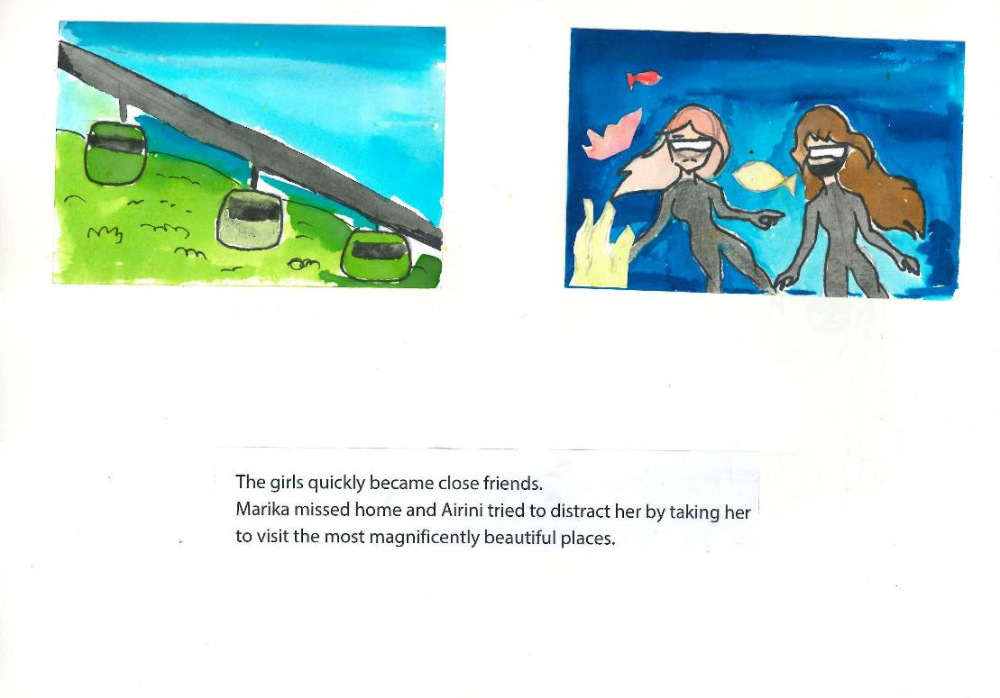 The girls quickly became close friends.
Marika missed home and Airini tried to distract her by taking her
to visit the most magnificently beautiful places.